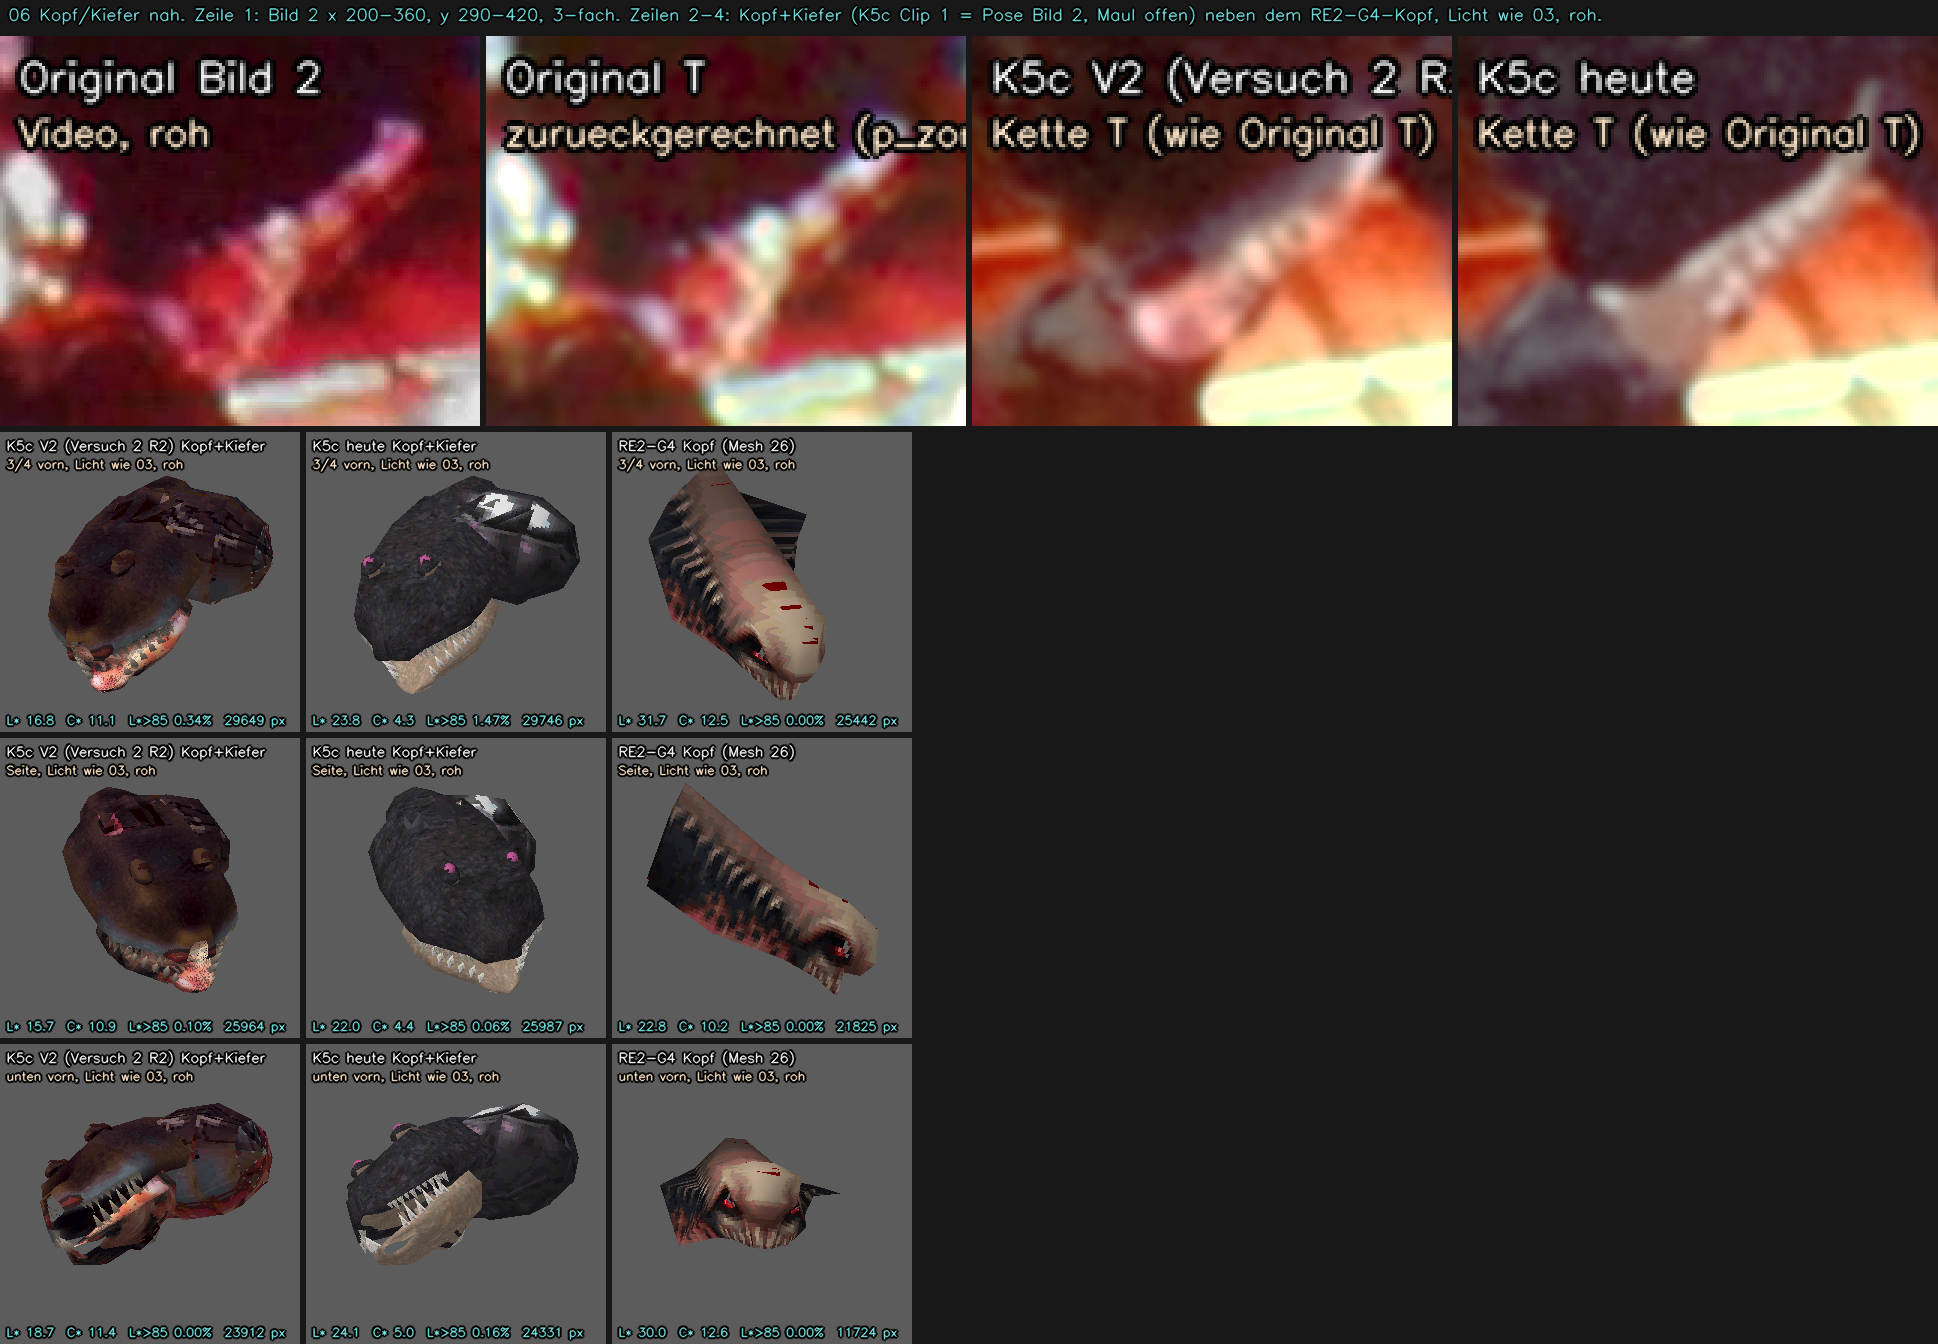 06 Kopf/Kiefer nah. Zeile 1: Bild 2 x 200-360, y 290-420, 3-fach. Zeilen 2-4: Kopf+Kiefer (K5c Clip 1 = Pose Bild 2, Maul offen) neben dem RE2-G4-Kopf, Licht wie 03, roh.
Original Bild 2
Video, roh
Original T
zurueckgerechnet (p_zor
K5c V2 (Versuch 2 R2
Kette T (wie Original T)
K5c heute
Kette T (wie Original T)
K5c V2 (Versuch 2 R2) Kopf+Kiefer
3/4 vorn, Licht wie 03, roh
L* 16.8 C* 11.1 L*>85 0.34% 29649 px
K5c heute Kopf+Kiefer
3/4 vorn, Licht wie 03, roh
L* 23.8 C* 4.3 L*>85 1.47% 29746 px
RE2-G4 Kopf (Mesh 26)
3/4 vorn, Licht wie 03, roh
L* 31.7 C* 12.5 L*>85 0.00% 25442 px
K5c V2 (Versuch 2 R2) Kopf+Kiefer
Seite, Licht wie 03, roh
L* 15.7 C* 10.9 L*>85 0.10% 25964 px
K5c heute Kopf+Kiefer
Seite, Licht wie 03, roh
L* 22.0 C* 4.4 L*>85 0.06% 25987 px
RE2-G4 Kopf (Mesh 26)
Seite, Licht wie 03, roh
L* 22.8 C* 10.2 L*>85 0.00% 21825 px
K5c V2 (Versuch 2 R2) Kopf+Kiefer
unten vorn, Licht wie 03, roh
L* 18.7 C* 11.4 L*>85 0.00% 23912 px
K5c heute Kopf+Kiefer
unten vorn, Licht wie 03, roh
L* 24.1 C* 5.0 L*>85 0.16% 24331 px
RE2-G4 Kopf (Mesh 26)
unten vorn, Licht wie 03, roh
L* 30.0 C* 12.6 L*>85 0.00% 11724 px